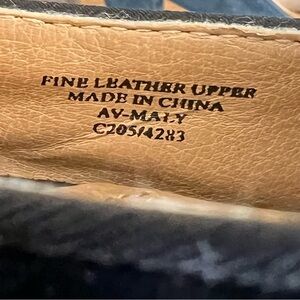 FINE LEATHER UPPER
MADE IN CHINA
AV-MALY
C205/4283